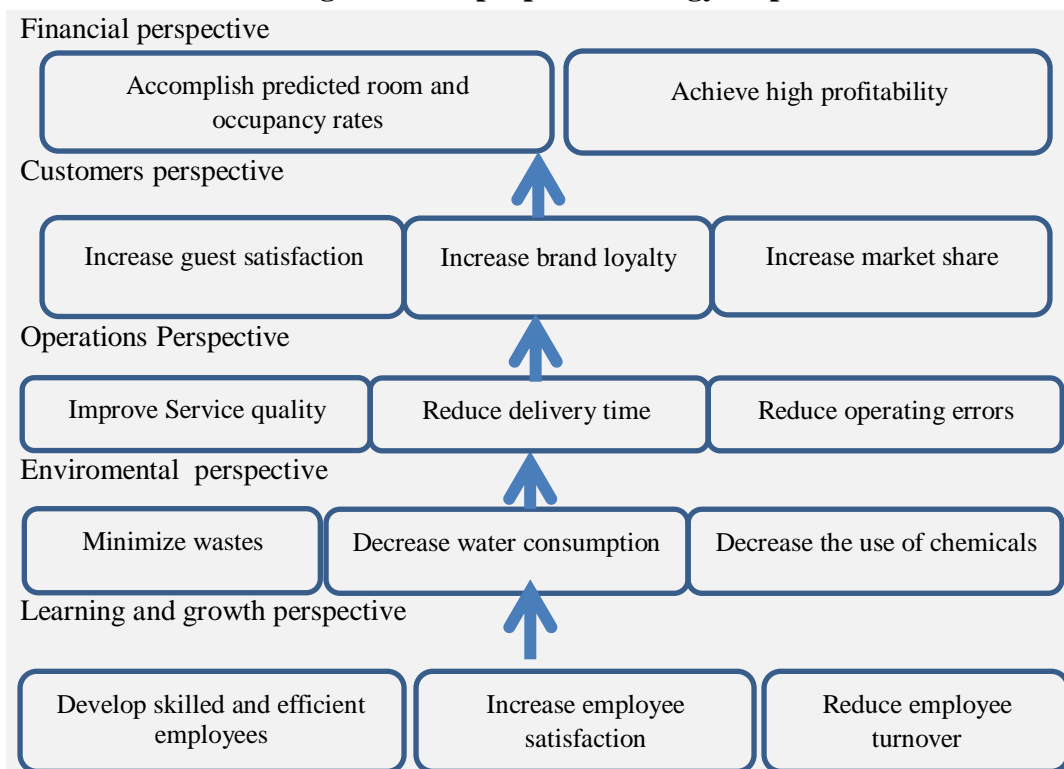 Financial perspective
Accomplish predicted room and
occupancy rates
Achieve high profitability
Customers perspective
Increase guest satisfaction
Increase brand loyalty
Increase market share
Operations Perspective
Improve Service quality
Reduce delivery time
Reduce operating errors
Enviromental perspective
Minimize wastes
Decrease water consumption
Decrease the use of chemicals
Learning and growth perspective
Develop skilled and efficient
employees
Increase employee
satisfaction
Reduce employee
turnover